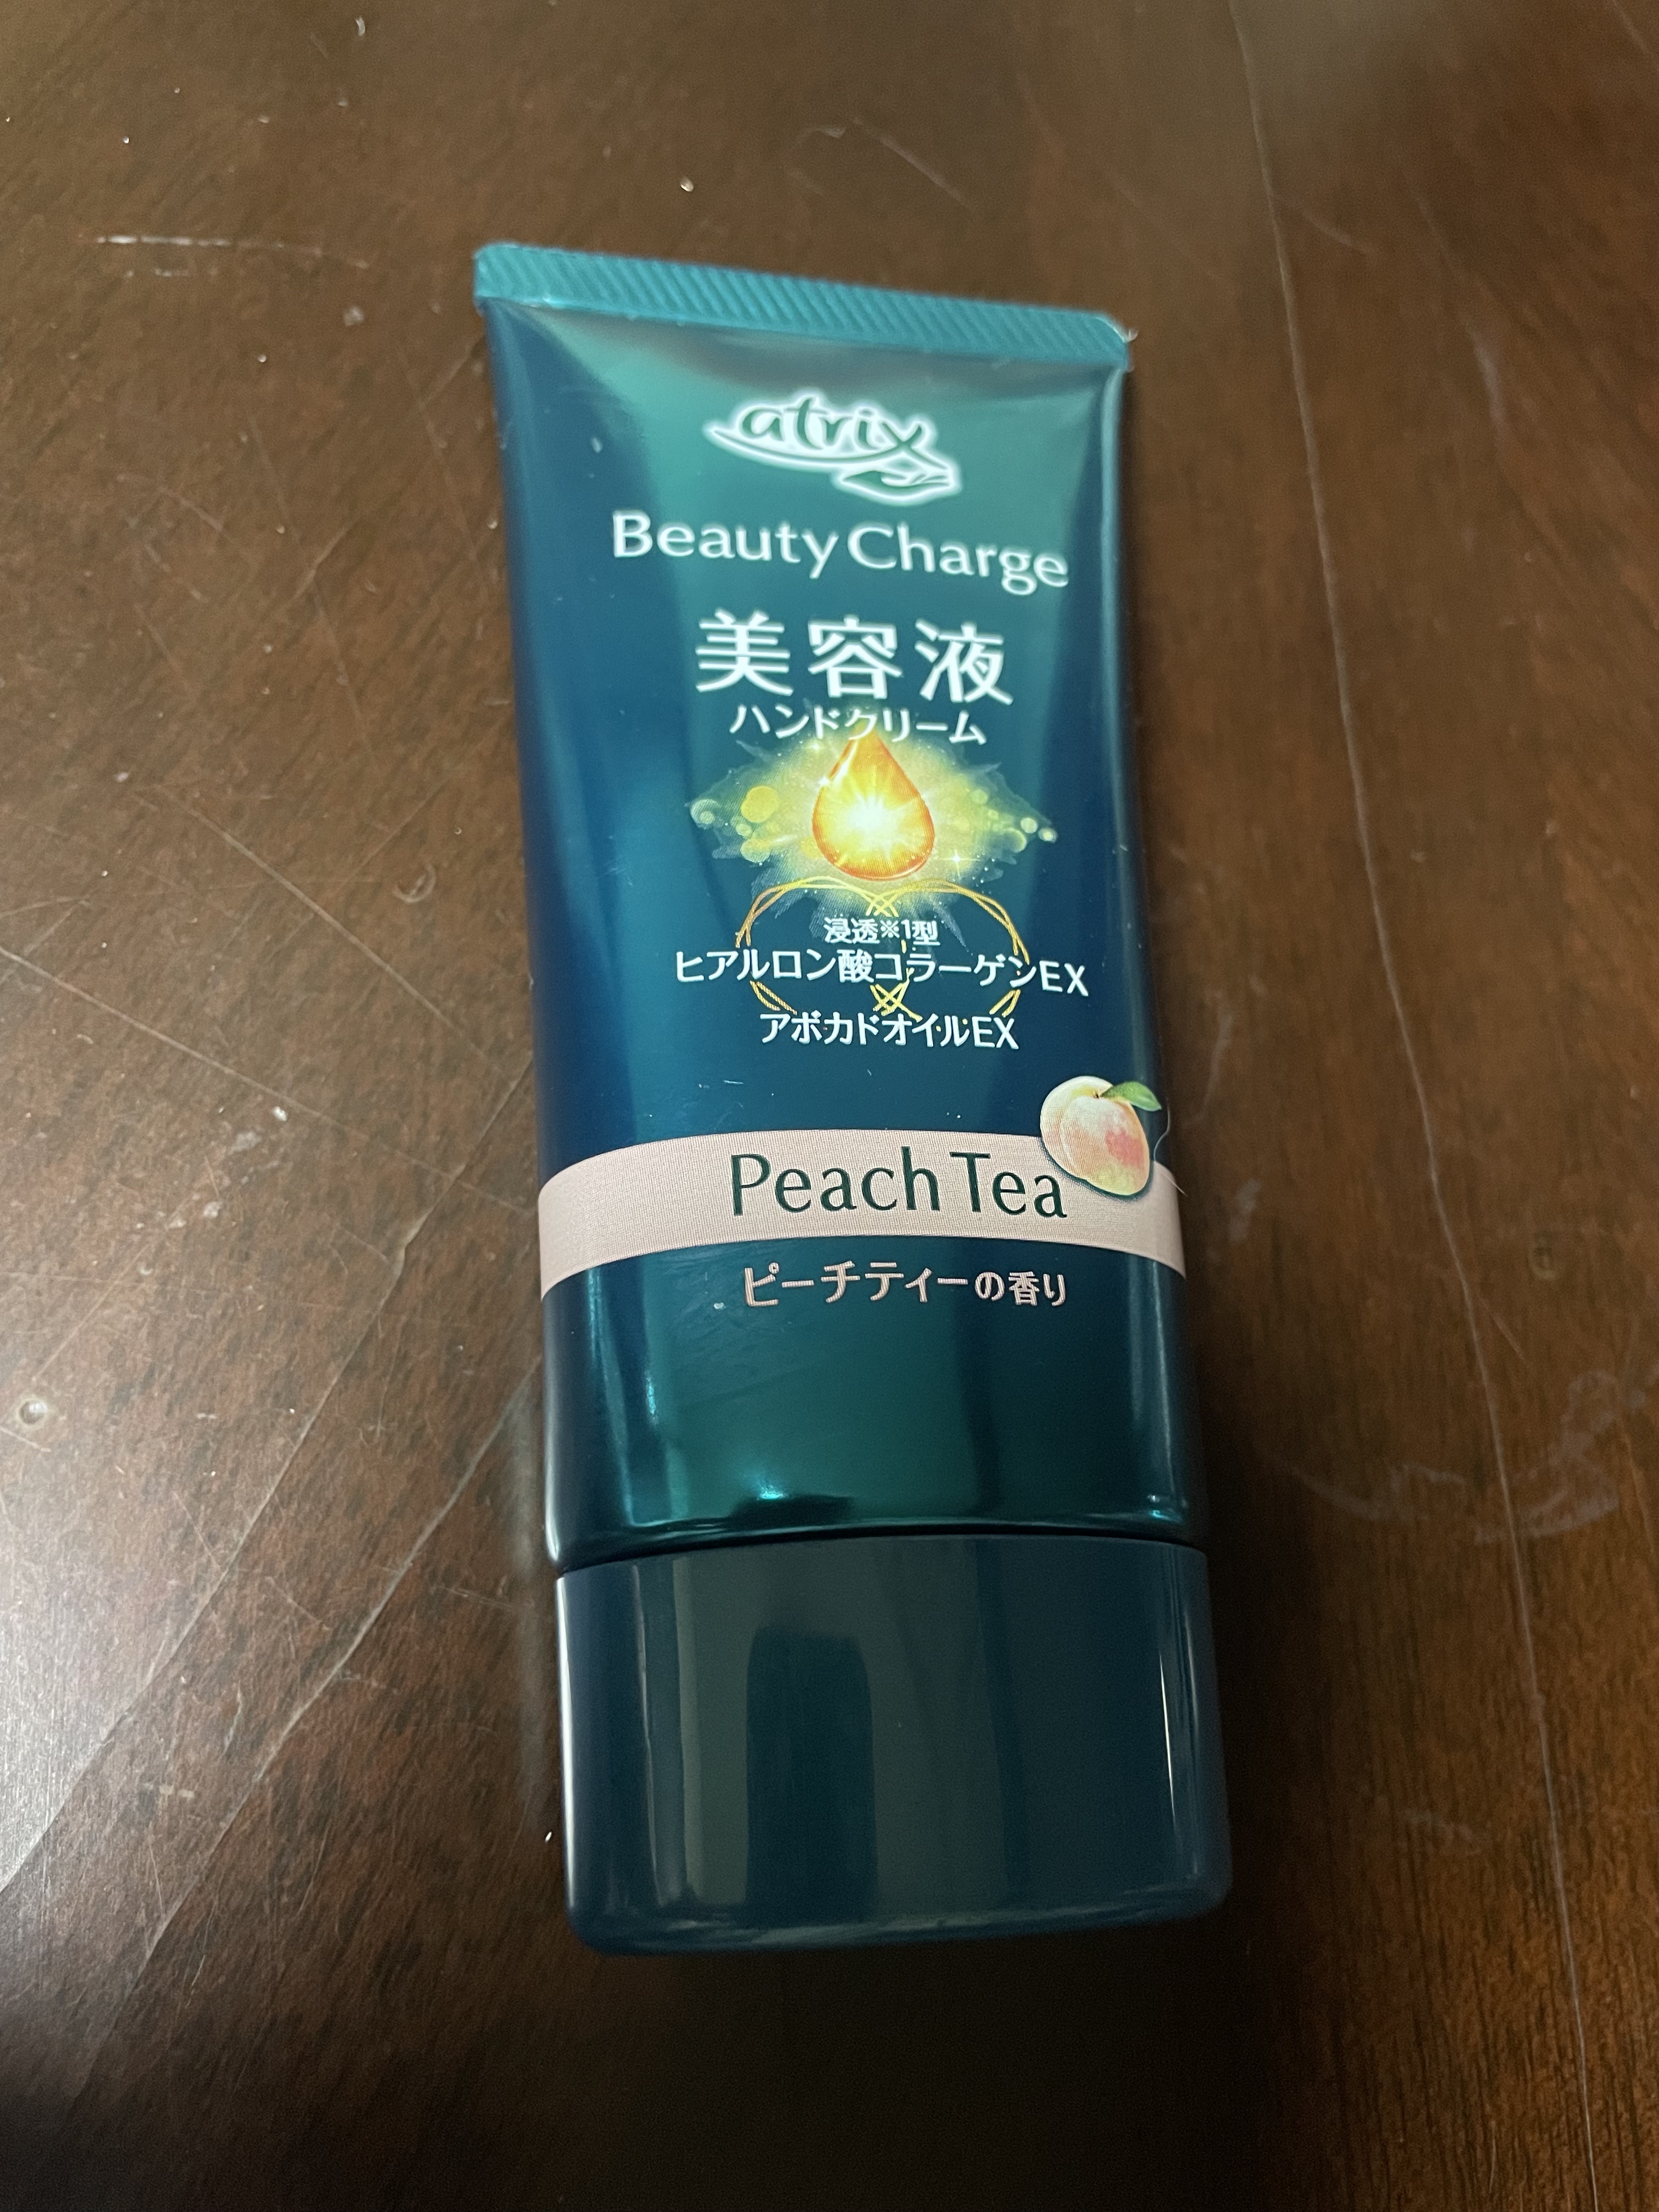 atrix
Beauty Charge
美容液
ハンドクリーム
浸透※1型
ヒアルロン酸コラーゲンEX
アボカドオイルEX
Peach Tea
ピーチティーの香り